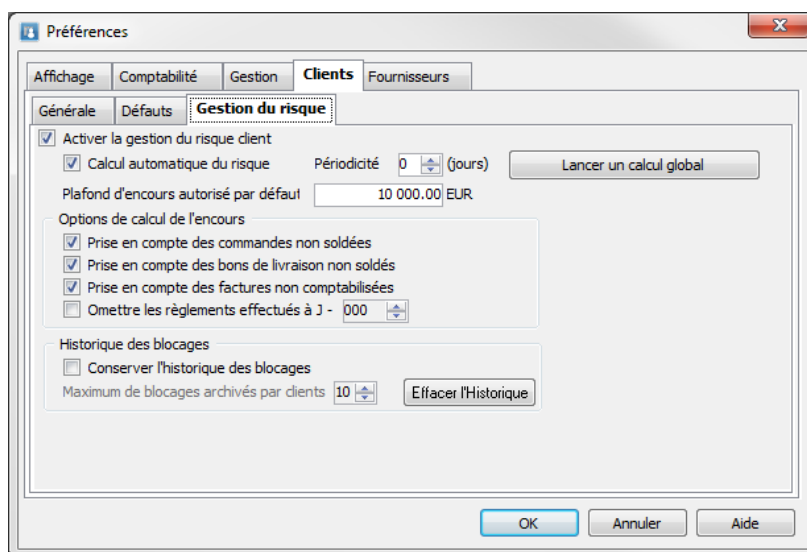 Préférences
Affichage Comptabilité Gestion Clients Fournisseurs
Générale Défauts Gestion du risque
Activer la gestion du risque client
Calcul automatique du risque Périodicité 0 (jours) Lancer un calcul global
Plafond d'encours autorisé par défaut 10 000.00 EUR
Options de calcul de l'encours
Prise en compte des commandes non soldées
Prise en compte des bons de livraison non soldés
Prise en compte des factures non comptabilisées
Omettre les règlements effectués à J - 000
Historique des blocages
Conserver l'historique des blocages
Maximum de blocages archivés par clients 10 Effacer l'Historique
OK Annuler Aide